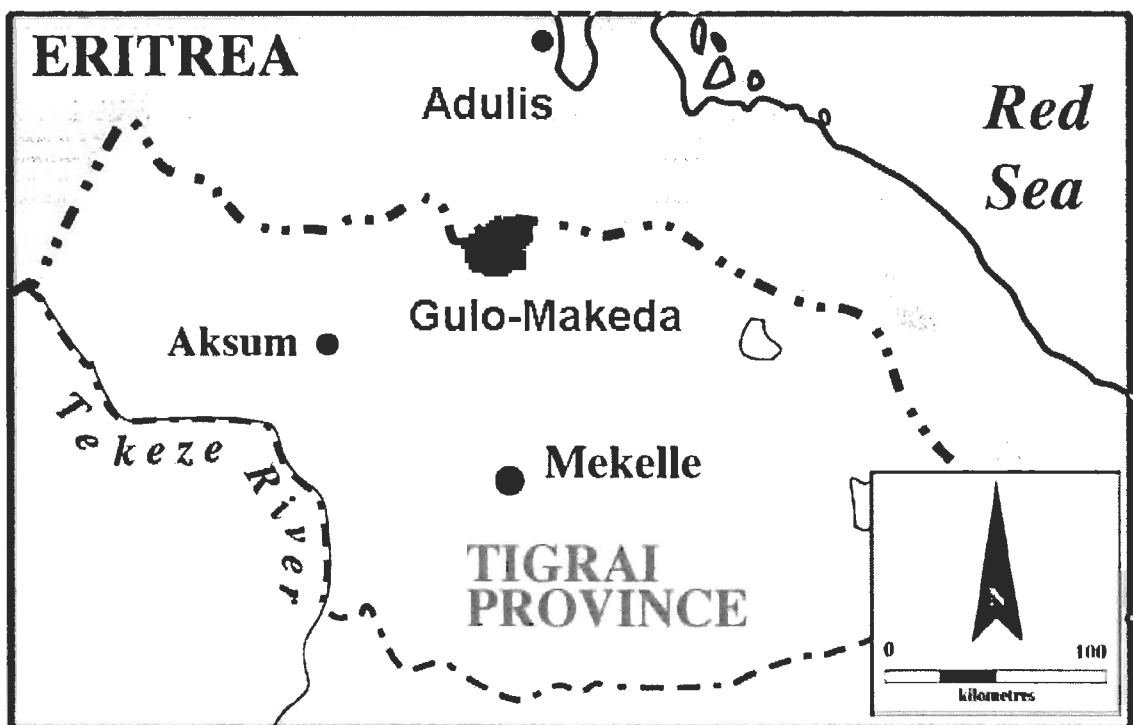 ERITREA
Adulis
Red
Sea
Gulo-Makeda
Aksum
Tekeze River
Mekelle
TIGRAI
PROVINCE
N
0 100
kilometres